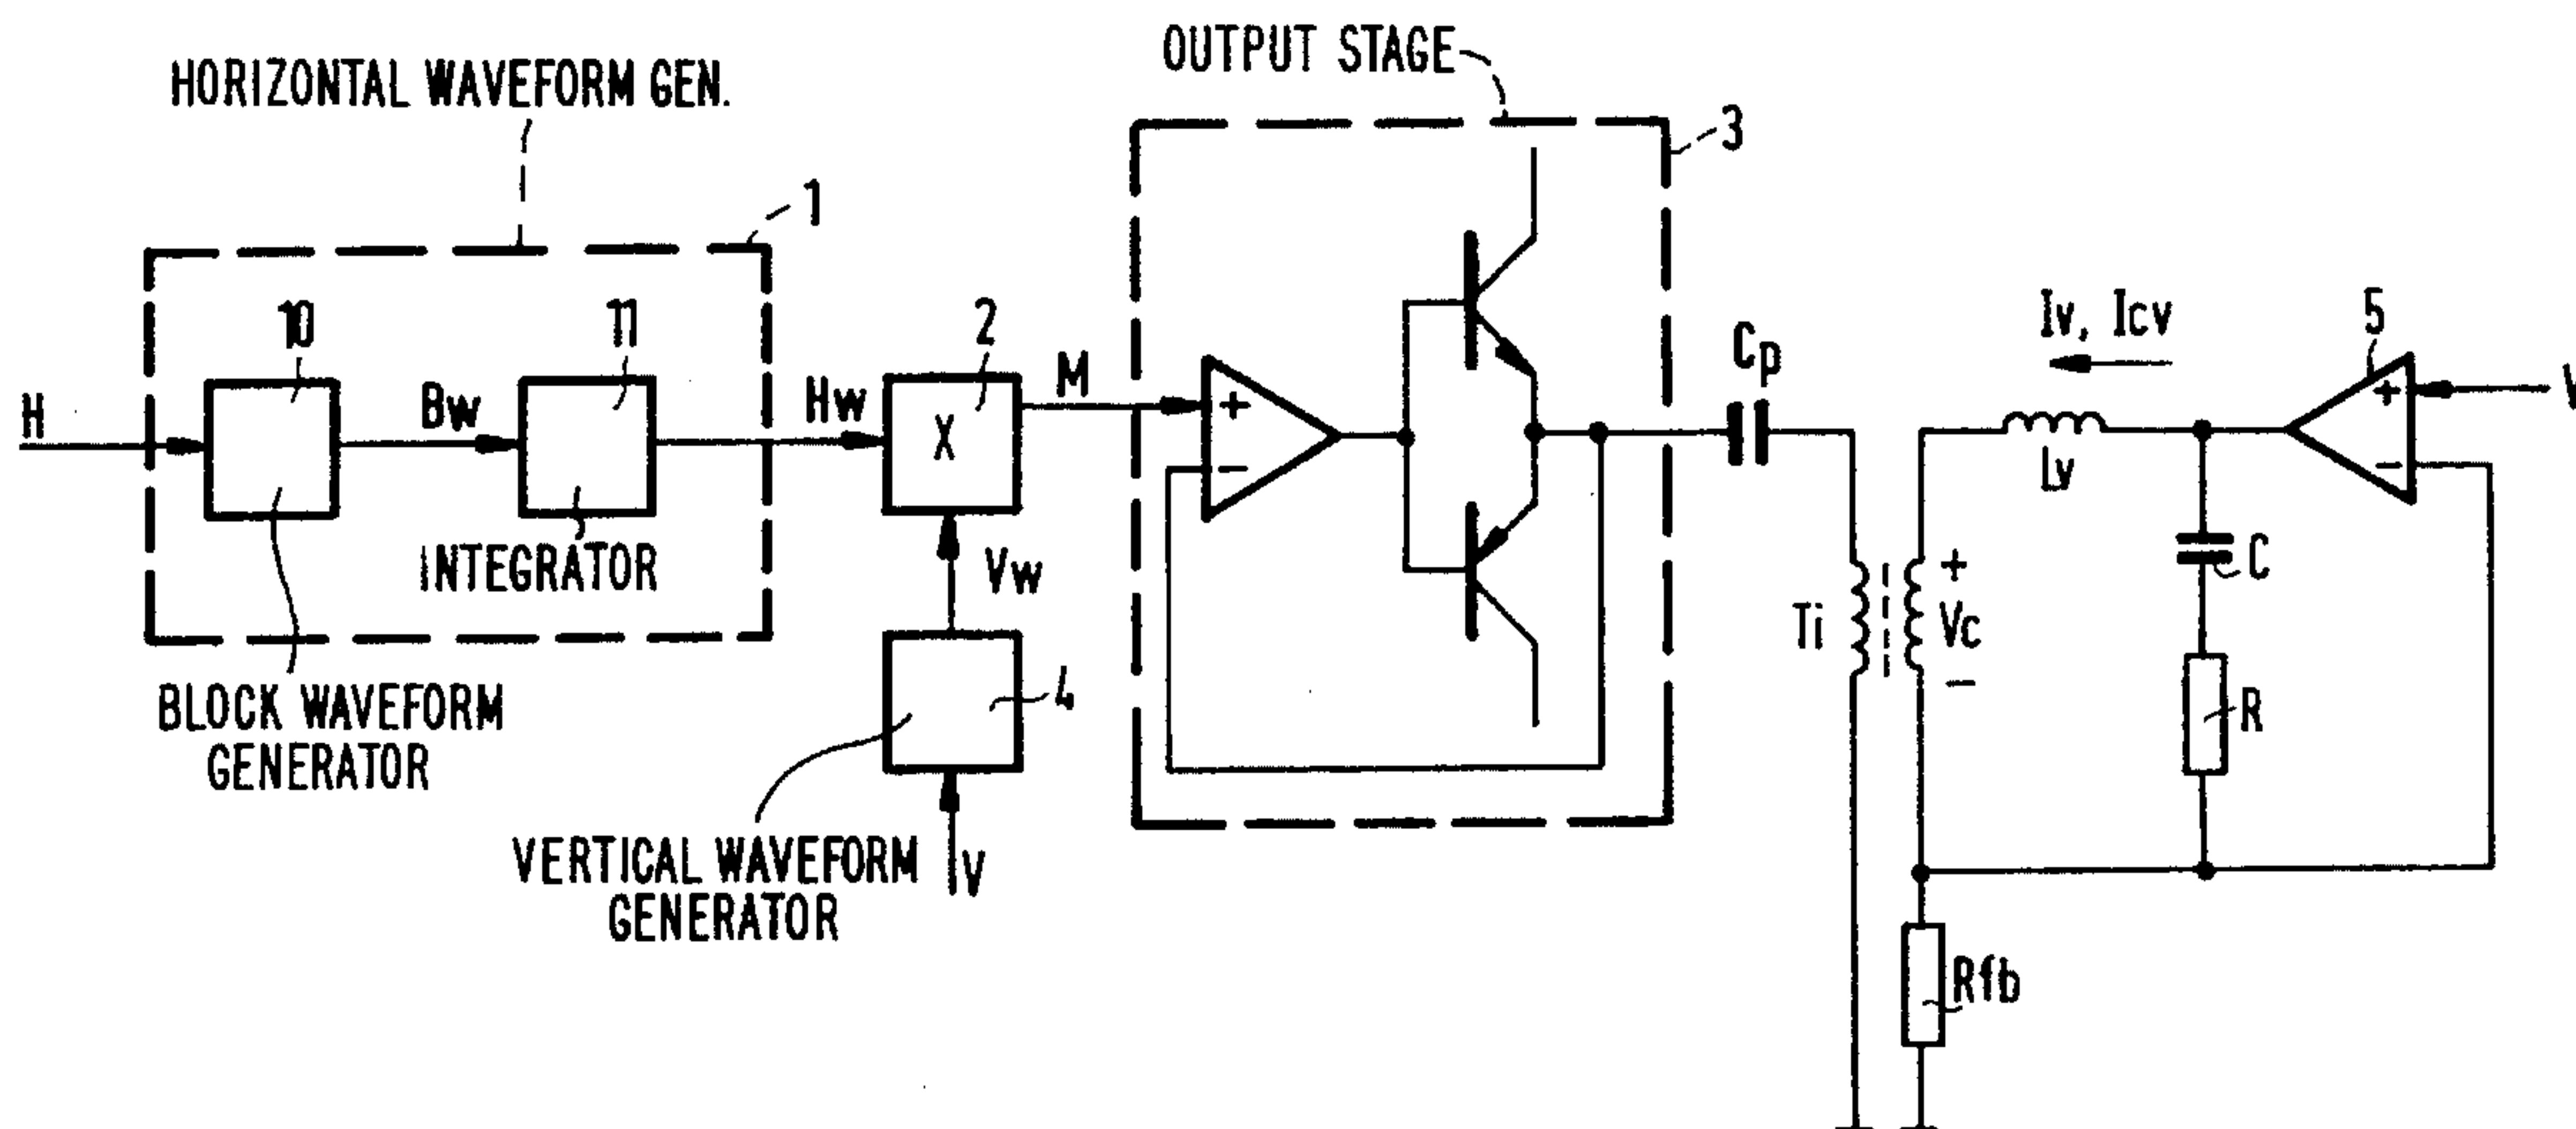 OUTPUT STAGE
HORIZONTAL WAVEFORM GEN.
3
1
10
11
2
5
H
Bw
Hw
M
X
+
−
Cp
Iv, Icv
+
−
Lv
INTEGRATOR
Vw
Ti
+
Vc
−
C
R
BLOCK WAVEFORM
GENERATOR
4
VERTICAL WAVEFORM
GENERATOR
V
Rfb